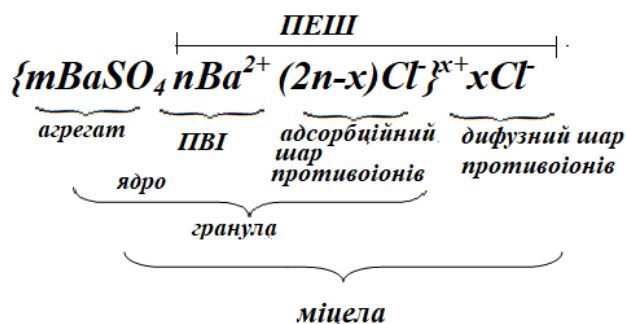 ПЕШ
{mBaSO₄ nBa²⁺ (2n-x)Cl⁻}ˣ⁺ xCl⁻
агрегат
ПВІ
адсорбційний
шар
противоіонів
дифузний шар
противоіонів
ядро
гранула
міцела